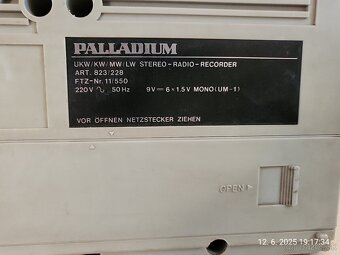 PALLADIUM
UKW/KW/MW/LW STEREO-RADIO-RECORDER
ART. 823/228
FTZ-Nr. 11/550
220V ∿ 50Hz 9V⎓6×1.5V MONO(UM-1)
VOR ÖFFNEN NETZSTECKER ZIEHEN
OPEN
12. 6. 2025 19:17:34